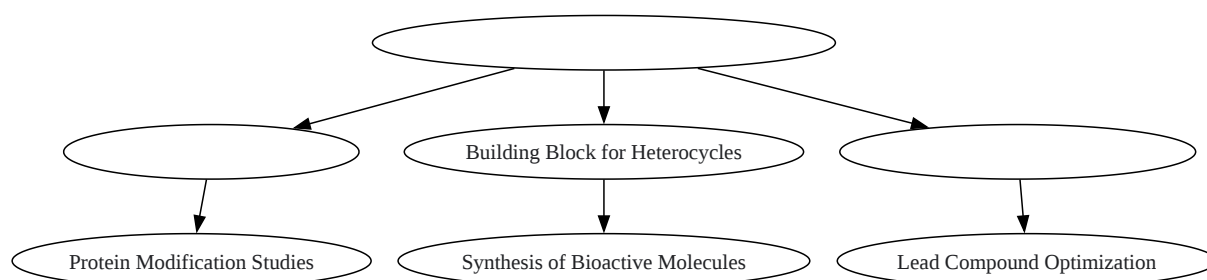 Building Block for Heterocycles
Protein Modification Studies
Synthesis of Bioactive Molecules
Lead Compound Optimization